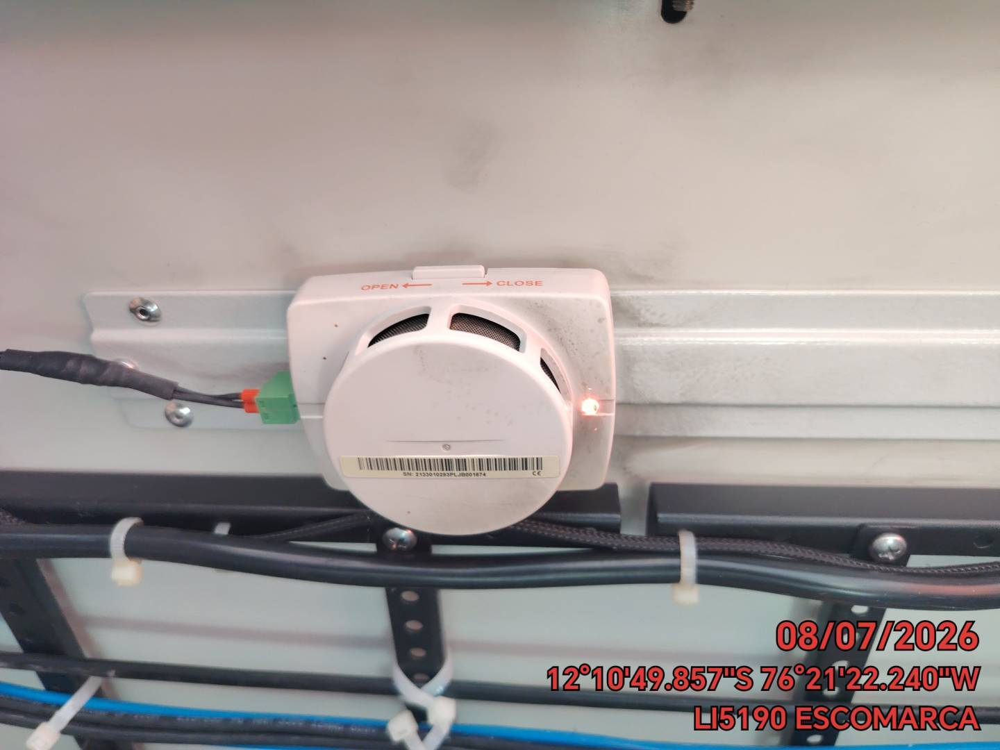 OPEN ← → CLOSE
SN: 2133010293PLJB001674 CE
08/07/2026
12°10'49.857"S 76°21'22.240"W
LI5190 ESCOMARCA